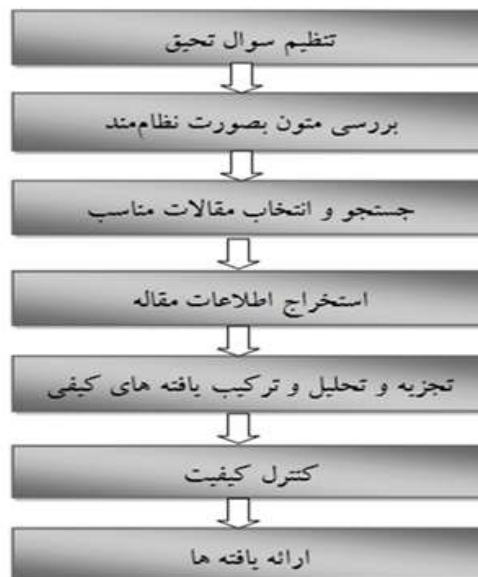 تنظیم سوال تحیق
بررسی متون بصورت نظام‌مند
جستجو و انتخاب مقالات مناسب
استخراج اطلاعات مقاله
تجزیه و تحلیل و ترکیب یافته های کیفی
کنترل کیفیت
ارائه یافته ها